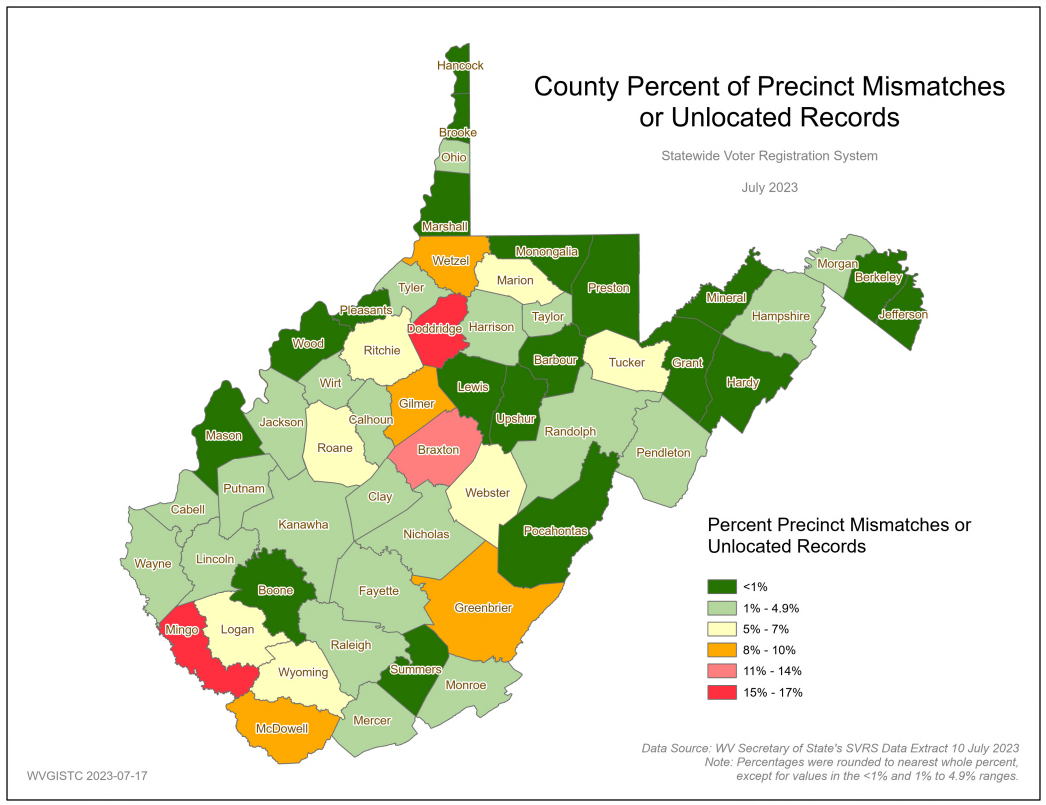 County Percent of Precinct Mismatches
or Unlocated Records
Statewide Voter Registration System
July 2023
Hancock
Brooke
Ohio
Marshall
Wetzel
Monongalia
Marion
Preston
Morgan
Berkeley
Jefferson
Mineral
Hampshire
Tyler
Pleasants
Doddridge
Harrison
Taylor
Wood
Ritchie
Barbour
Tucker
Grant
Hardy
Wirt
Lewis
Gilmer
Upshur
Jackson
Calhoun
Mason
Roane
Braxton
Randolph
Pendleton
Putnam
Clay
Webster
Cabell
Kanawha
Nicholas
Pocahontas
Wayne
Lincoln
Boone
Fayette
Greenbrier
Mingo
Logan
Raleigh
Wyoming
Summers
Monroe
McDowell
Mercer
Percent Precinct Mismatches or
Unlocated Records
<1%
1% - 4.9%
5% - 7%
8% - 10%
11% - 14%
15% - 17%
Data Source: WV Secretary of State's SVRS Data Extract 10 July 2023
Note: Percentages were rounded to nearest whole percent,
except for values in the <1% and 1% to 4.9% ranges.
WVGISTC 2023-07-17